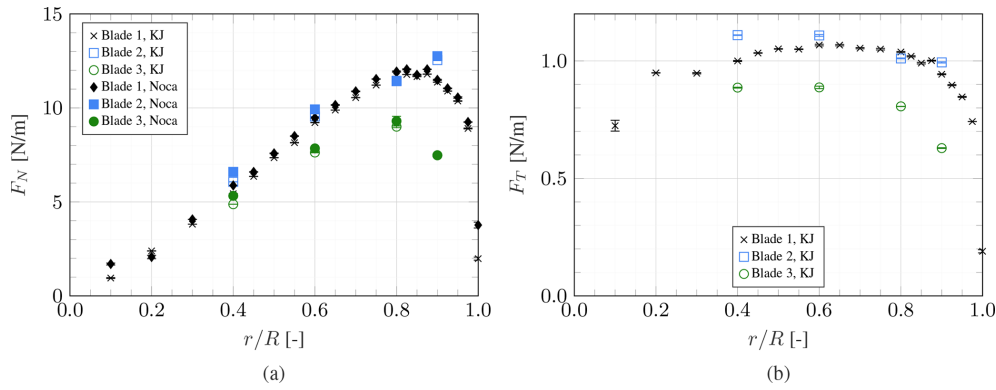 15
10
5
0
F_N [N/m]
Blade 1, KJ
Blade 2, KJ
Blade 3, KJ
Blade 1, Noca
Blade 2, Noca
Blade 3, Noca
0.0 0.2 0.4 0.6 0.8 1.0
r/R [-]
(a)
1.0
0.5
0.0
F_T [N/m]
Blade 1, KJ
Blade 2, KJ
Blade 3, KJ
0.0 0.2 0.4 0.6 0.8 1.0
r/R [-]
(b)